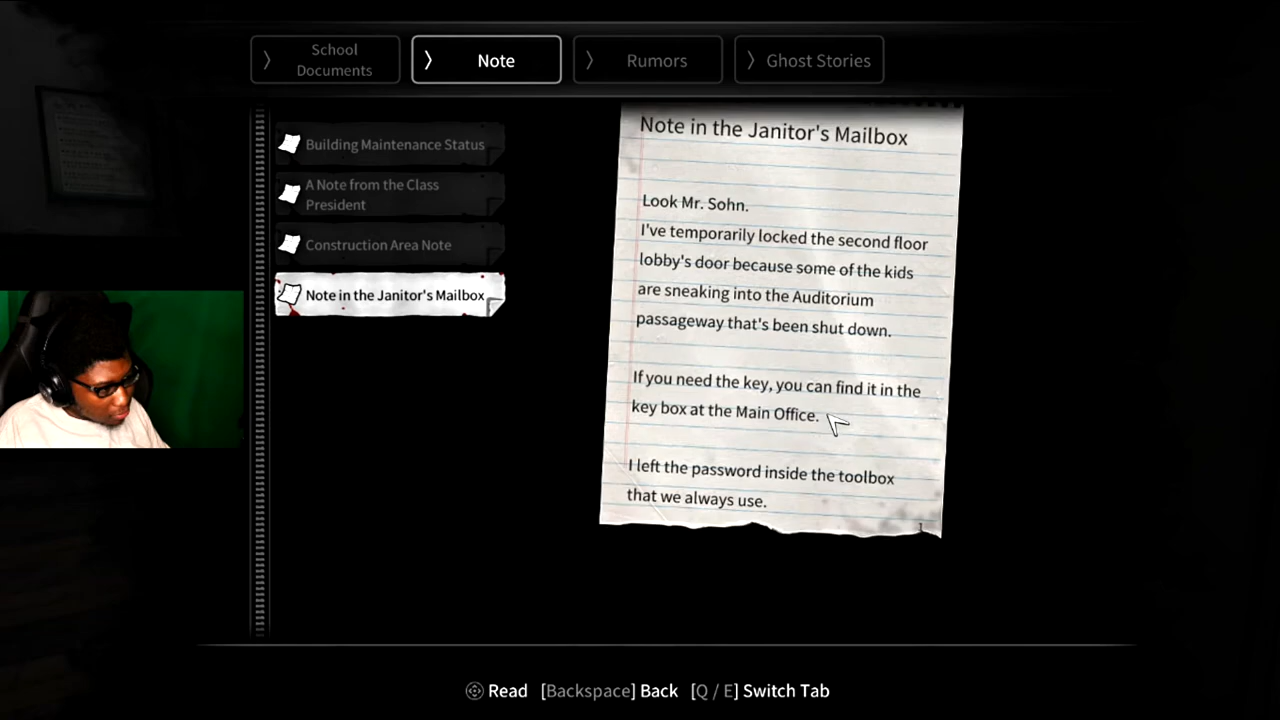 School
Documents
Note
Rumors
Ghost Stories
Building Maintenance Status
A Note from the Class
President
Construction Area Note
Note in the Janitor's Mailbox
Note in the Janitor's Mailbox
Look Mr. Sohn.
I've temporarily locked the second floor
lobby's door because some of the kids
are sneaking into the Auditorium
passageway that's been shut down.
If you need the key, you can find it in the
key box at the Main Office.
I left the password inside the toolbox
that we always use.
1
Read [Backspace] Back [Q / E] Switch Tab